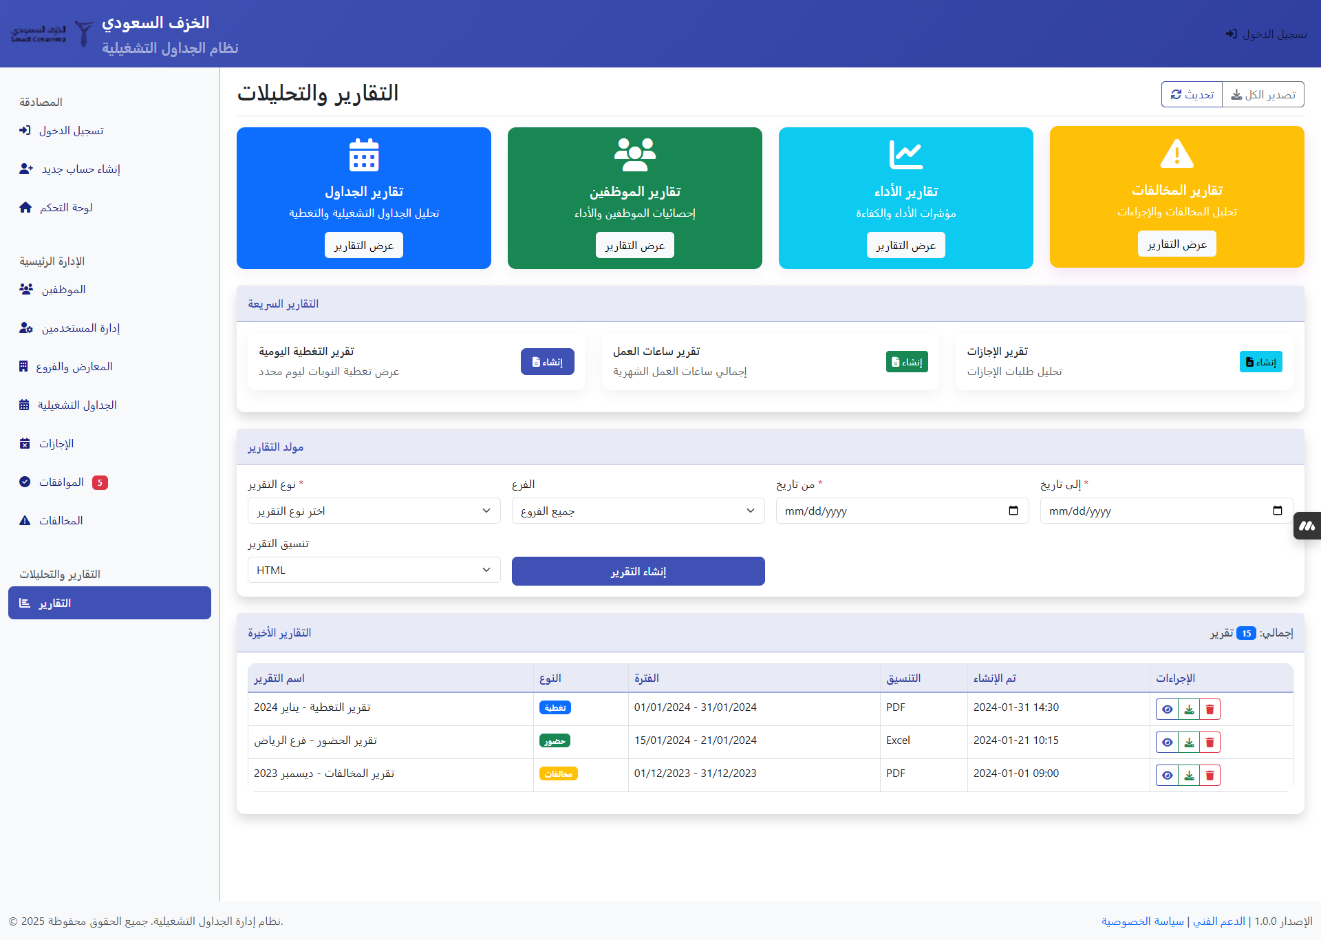 الخزف السعودي
Saudi Ceramics
الخزف السعودي
نظام الجداول التشغيلية
تسجيل الدخول
المصادقة
تسجيل الدخول
إنشاء حساب جديد
لوحة التحكم
الإدارة الرئيسية
الموظفين
إدارة المستخدمين
المعارض والفروع
الجداول التشغيلية
الإجازات
الموافقات 5
المخالفات
التقارير والتحليلات
التقارير
التقارير والتحليلات
تحديث
تصدير الكل
تقارير الجداول
تحليل الجداول التشغيلية والتغطية
عرض التقارير
تقارير الموظفين
إحصائيات الموظفين والأداء
عرض التقارير
تقارير الأداء
مؤشرات الأداء والكفاءة
عرض التقارير
تقارير المخالفات
تحليل المخالفات والإجراءات
عرض التقارير
التقارير السريعة
تقرير التغطية اليومية
عرض تغطية النوبات ليوم محدد
إنشاء
تقرير ساعات العمل
إجمالي ساعات العمل الشهرية
إنشاء
تقرير الإجازات
تحليل طلبات الإجازات
إنشاء
مولد التقارير
نوع التقرير *
اختر نوع التقرير
الفرع
جميع الفروع
من تاريخ *
mm/dd/yyyy
إلى تاريخ *
mm/dd/yyyy
تنسيق التقرير
HTML
إنشاء التقرير
التقارير الأخيرة
إجمالي: 15 تقرير
اسم التقرير النوع الفترة التنسيق تم الإنشاء الإجراءات
تقرير التغطية - يناير 2024 تغطية 01/01/2024 - 31/01/2024 PDF 2024-01-31 14:30
تقرير الحضور - فرع الرياض حضور 15/01/2024 - 21/01/2024 Excel 2024-01-21 10:15
تقرير المخالفات - ديسمبر 2023 مخالفات 01/12/2023 - 31/12/2023 PDF 2024-01-01 09:00
© 2025 نظام إدارة الجداول التشغيلية. جميع الحقوق محفوظة.
الإصدار 1.0.0 | الدعم الفني | سياسة الخصوصية